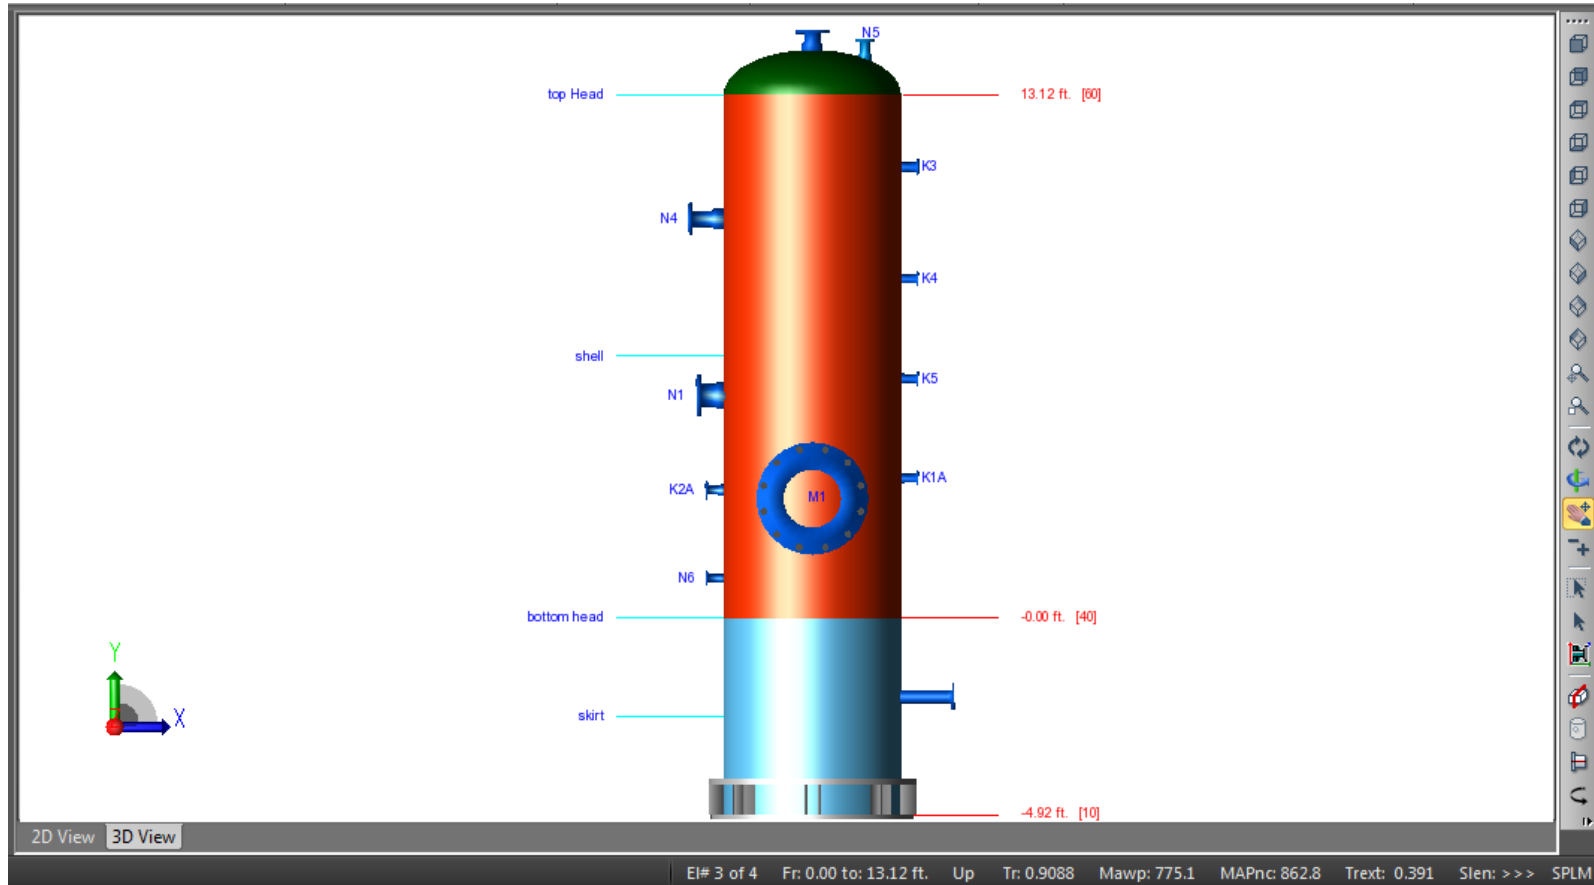 N5
top Head
13.12 ft. [60]
K3
N4
K4
shell
K5
N1
K1A
K2A
M1
N6
bottom head
-0.00 ft. [40]
Y
X
skirt
-4.92 ft. [10]
2D View 3D View
El# 3 of 4 Fr: 0.00 to: 13.12 ft. Up Tr: 0.9088 Mawp: 775.1 MAPnc: 862.8 Trext: 0.391 Slen: >>> SPLM